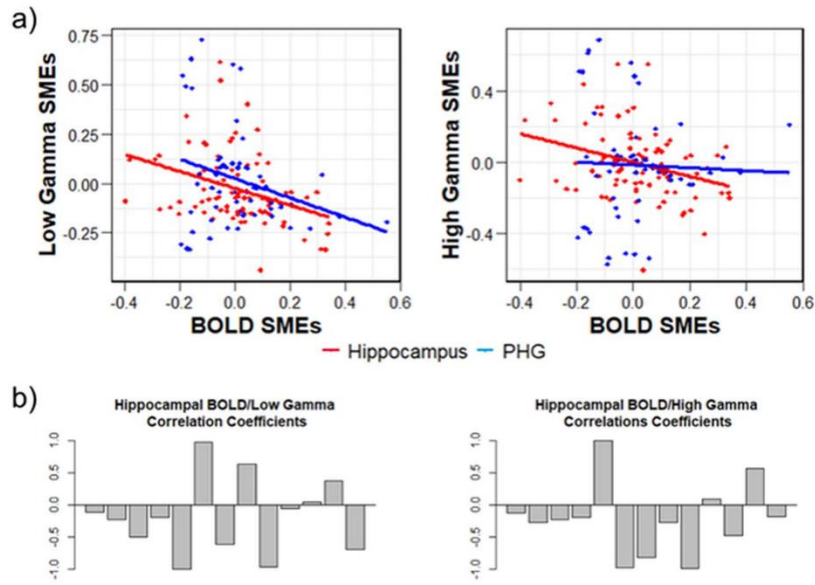 a)
Low Gamma SMEs
0.75
0.50
0.25
0.00
-0.25
-0.4 -0.2 0.0 0.2 0.4 0.6
BOLD SMEs
High Gamma SMEs
0.4
0.0
-0.4
-0.4 -0.2 0.0 0.2 0.4 0.6
BOLD SMEs
Hippocampus PHG
b)
Hippocampal BOLD/Low Gamma
Correlation Coefficients
1.0
0.5
0.0
-0.5
-1.0
Hippocampal BOLD/High Gamma
Correlations Coefficients
1.0
0.5
0.0
-0.5
-1.0